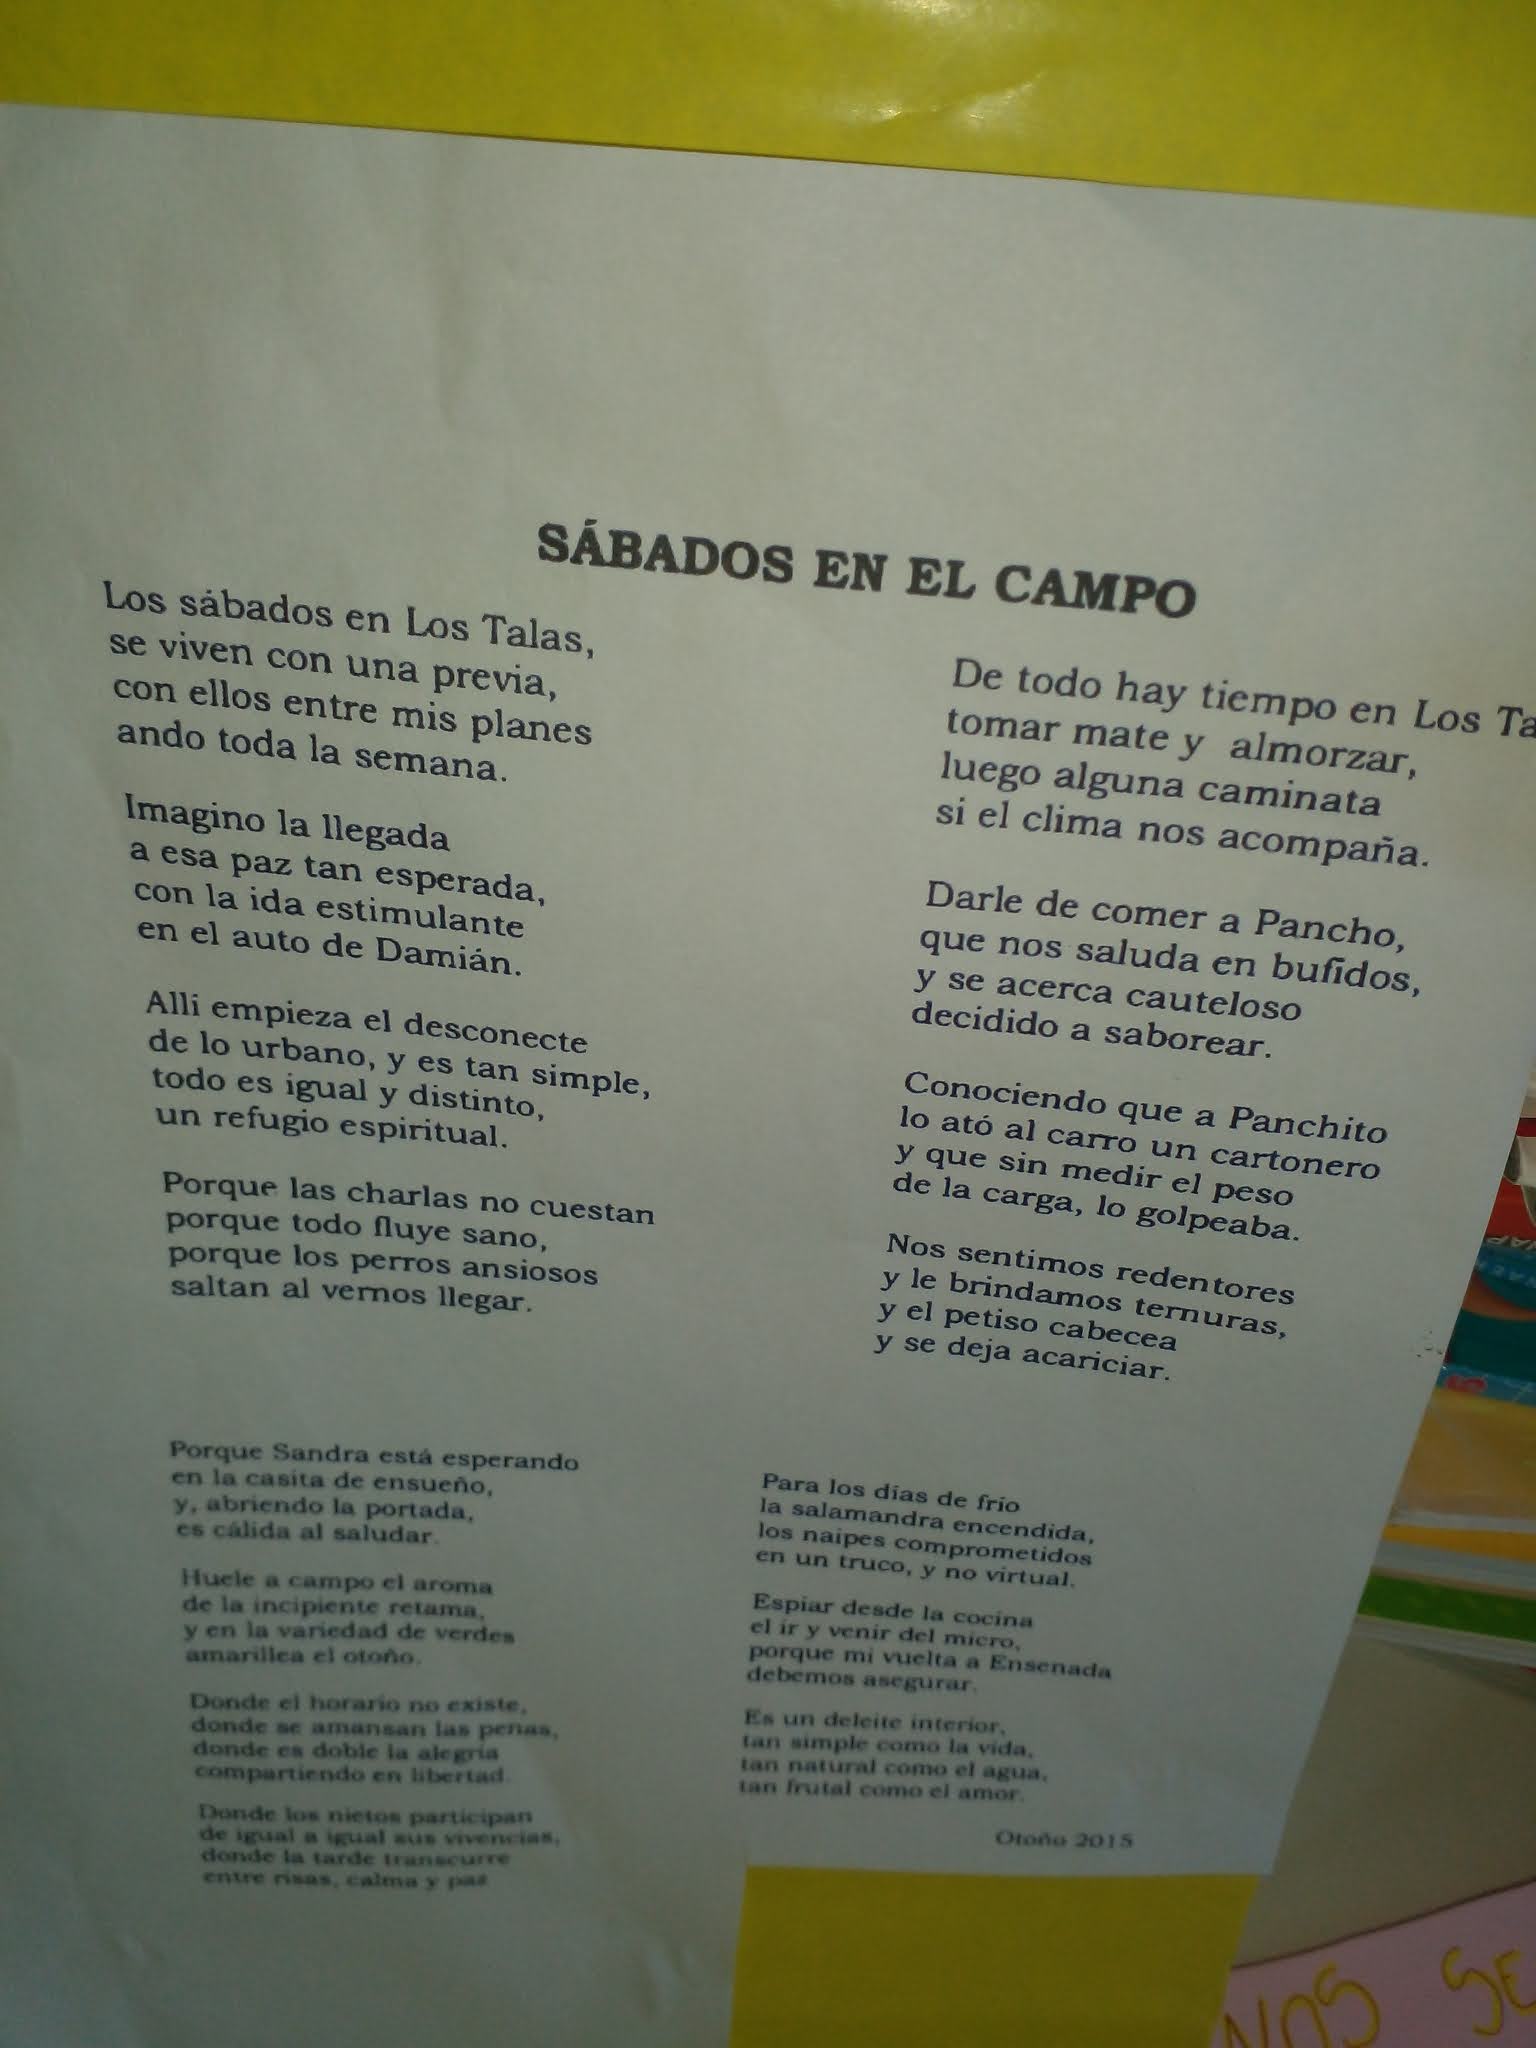 SÁBADOS EN EL CAMPO
Los sábados en Los Talas,
se viven con una previa,
con ellos entre mis planes
ando toda la semana.
Imagino la llegada
a esa paz tan esperada,
con la ida estimulante
en el auto de Damián.
Alli empieza el desconecte
de lo urbano, y es tan simple,
todo es igual y distinto,
un refugio espiritual.
Porque las charlas no cuestan
porque todo fluye sano,
porque los perros ansiosos
saltan al vernos llegar.
Porque Sandra está esperando
en la casita de ensueño,
y, abriendo la portada,
es cálida al saludar.
Huele a campo el aroma
de la incipiente retama,
y en la variedad de verdes
amarillea el otoño.
Donde el horario no existe,
donde se amansan las penas,
donde es doble la alegría
compartiendo en libertad.
Donde los nietos participan
de igual a igual sus vivencias,
donde la tarde transcurre
entre risas, calma y paz
De todo hay tiempo en Los Ta
tomar mate y almorzar,
luego alguna caminata
si el clima nos acompaña.
Darle de comer a Pancho,
que nos saluda en bufidos,
y se acerca cauteloso
decidido a saborear.
Conociendo que a Panchito
lo ató al carro un cartonero
y que sin medir el peso
de la carga, lo golpeaba.
Nos sentimos redentores
y le brindamos ternuras,
y el petiso cabecea
y se deja acariciar.
Para los días de frio
la salamandra encendida,
los naipes comprometidos
en un truco, y no virtual.
Espiar desde la cocina
el ir y venir del micro,
porque mi vuelta a Ensenada
debemos asegurar.
Es un deleite interior,
tan simple como la vida,
tan natural como el agua,
tan frutal como el amor.
Otoño 2015
NOS SE